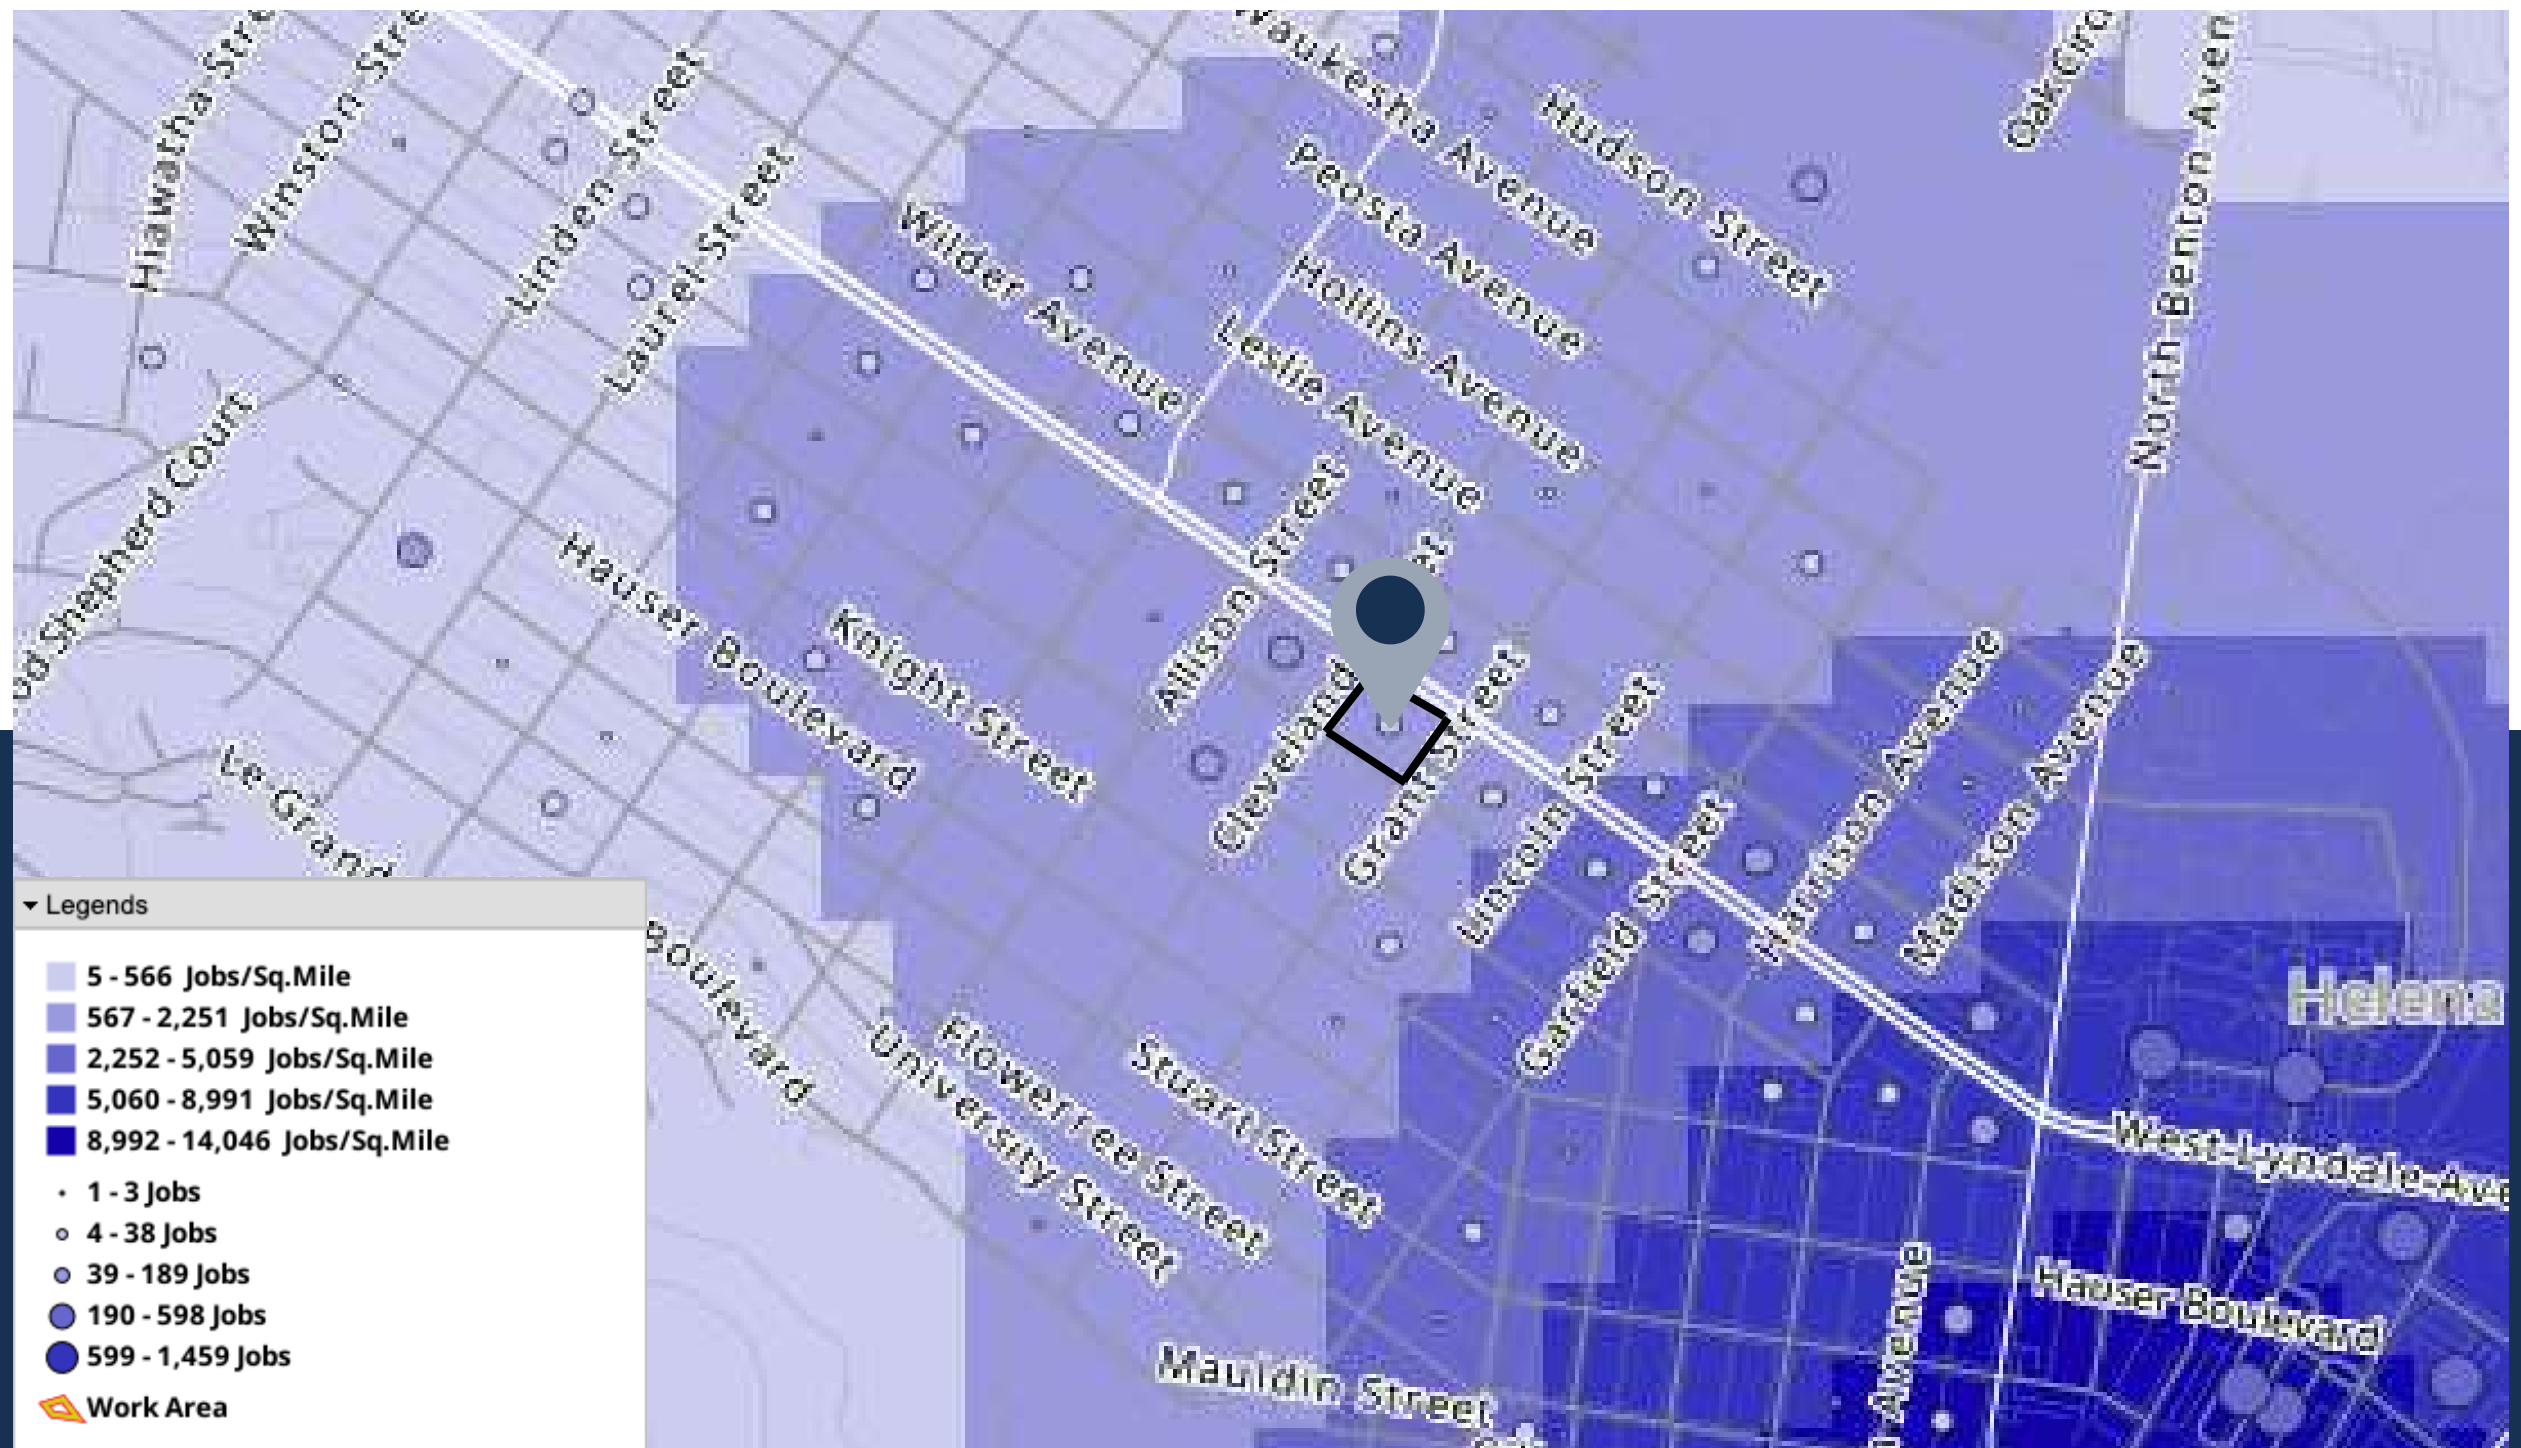 Hiawatha Stre
Winston Stre
Linden Street
Laurel Street
Waukesha Avenue
Hudson Street
Peosta Avenue
Hollins Avenue
Leslie Avenue
Wilder Avenue
North Benton Aven
od Shepherd Court
Hauser Boulevard
Knight Street
Allison Street
Cleveland
Grant Street
Lincoln Street
Garfield Street
Harrison Avenue
Madison Avenue
Le Grand
Boulevard
Helena
University Street
Flowerree Street
Stuart Street
West Lyndale Ave
Hauser Boulevard
Mauldin Street
Avenue
Legends
5 - 566 Jobs/Sq.Mile
567 - 2,251 Jobs/Sq.Mile
2,252 - 5,059 Jobs/Sq.Mile
5,060 - 8,991 Jobs/Sq.Mile
8,992 - 14,046 Jobs/Sq.Mile
1 - 3 Jobs
4 - 38 Jobs
39 - 189 Jobs
190 - 598 Jobs
599 - 1,459 Jobs
Work Area